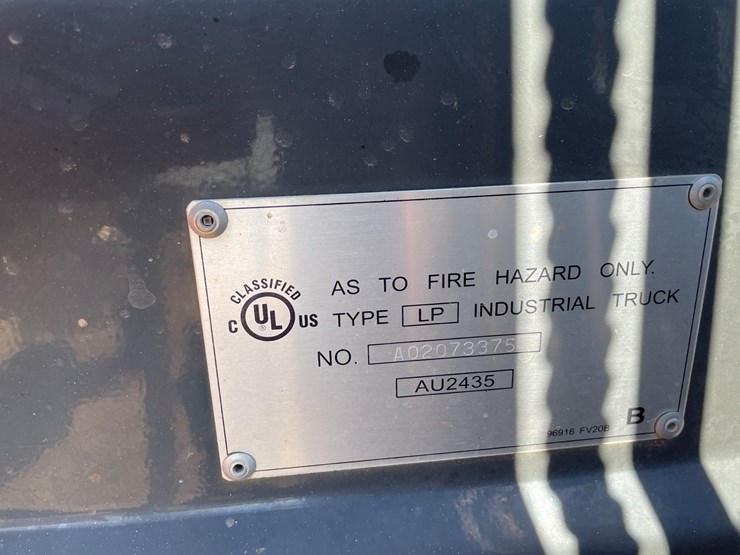 CLASSIFIED
C UL ® US
AS TO FIRE HAZARD ONLY.
TYPE LP INDUSTRIAL TRUCK
NO. A02073375
AU2435
96916 FV20B B